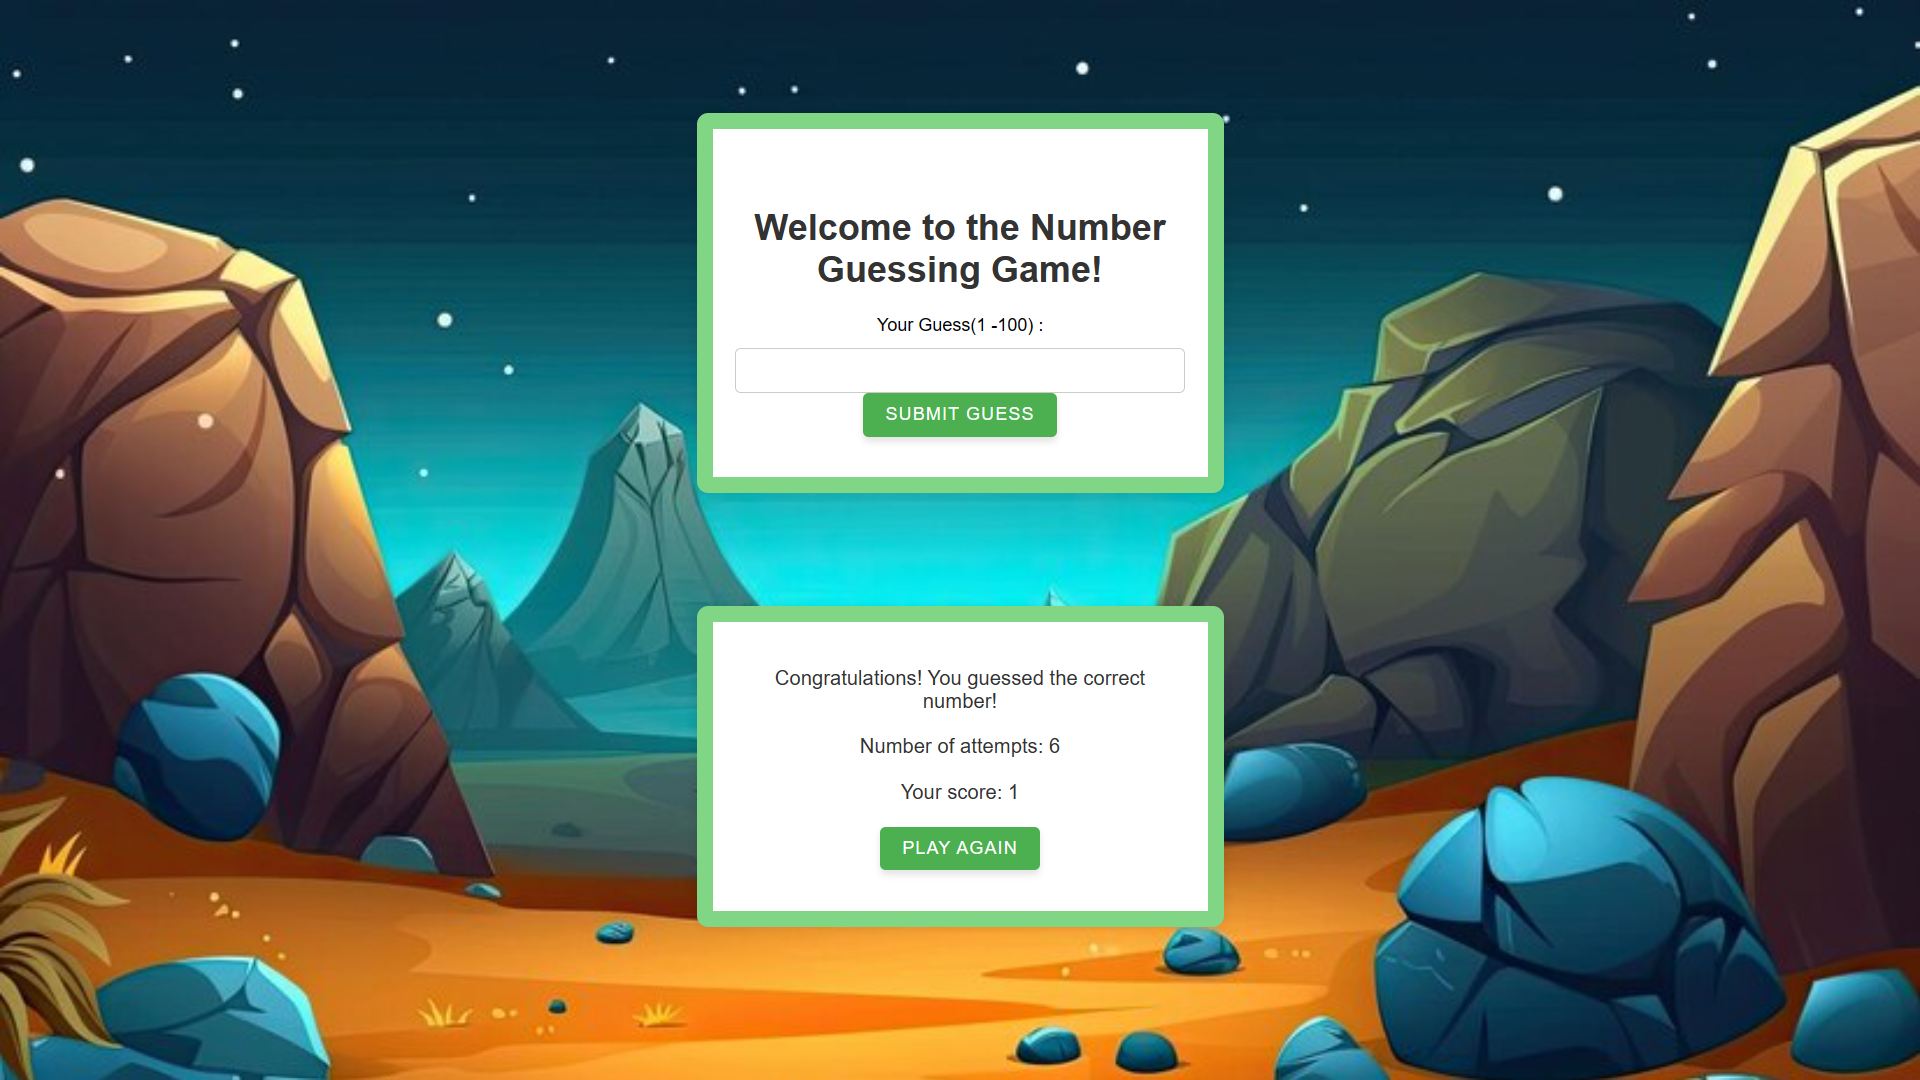 Welcome to the Number
Guessing Game!
Your Guess(1 -100) :
SUBMIT GUESS
Congratulations! You guessed the correct
number!
Number of attempts: 6
Your score: 1
PLAY AGAIN